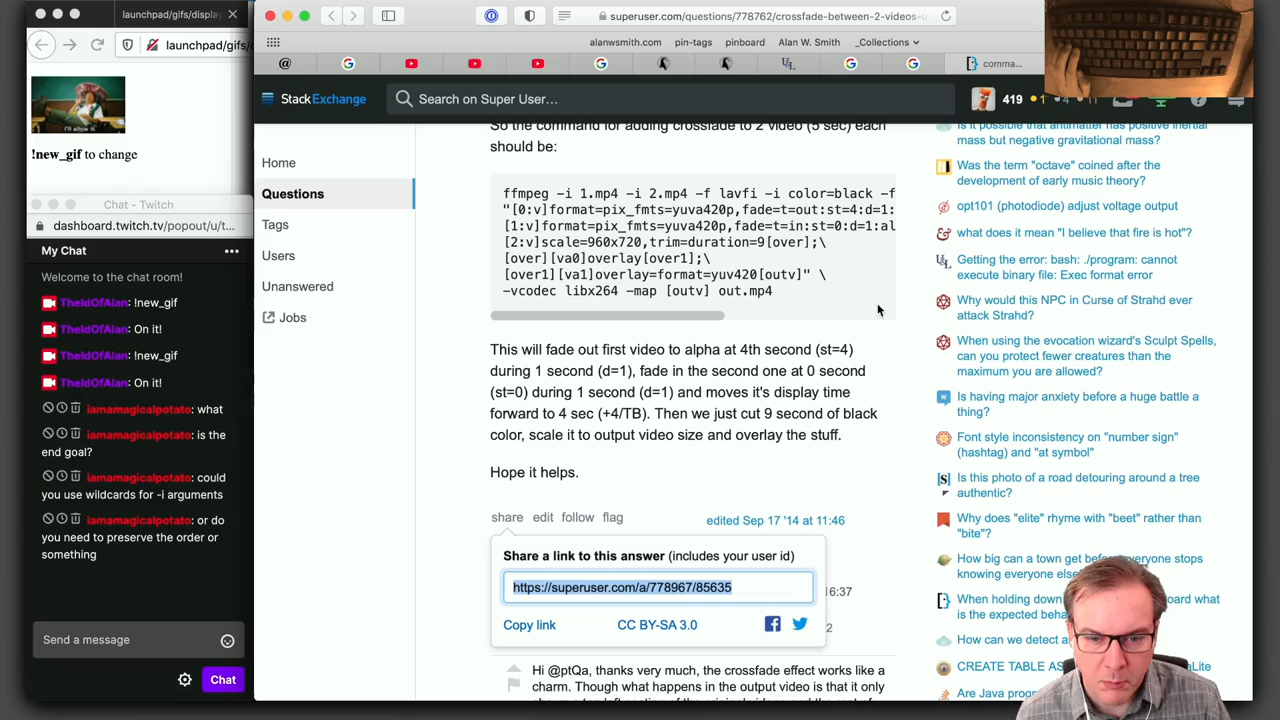 launchpad/gifs/display
launchpad/gifs/
I'll allow it.
!new_gif to change
Chat - Twitch
dashboard.twitch.tv/popout/u/t...
My Chat
Welcome to the chat room!
TheIdOfAlan: !new_gif
TheIdOfAlan: On it!
TheIdOfAlan: !new_gif
TheIdOfAlan: On it!
iamamagicalpotato: what
iamamagicalpotato: is the
end goal?
iamamagicalpotato: could
you use wildcards for -i arguments
iamamagicalpotato: or do
you need to preserve the order or
something
Send a message
Chat
superuser.com/questions/778762/crossfade-between-2-videos-u
alanwsmith.com
pin-tags
pinboard
Alan W. Smith
_Collections
comma...
StackExchange
Search on Super User…
419
1
4
11
Home
Questions
Tags
Users
Unanswered
Jobs
So the command for adding crossfade to 2 video (5 sec) each
should be:
ffmpeg -i 1.mp4 -i 2.mp4 -f lavfi -i color=black -f
"[0:v]format=pix_fmts=yuva420p,fade=t=out:st=4:d=1:
[1:v]format=pix_fmts=yuva420p,fade=t=in:st=0:d=1:al
[2:v]scale=960x720,trim=duration=9[over];\
[over][va0]overlay[over1];\
[over1][va1]overlay=format=yuv420[outv]" \
-vcodec libx264 -map [outv] out.mp4
This will fade out first video to alpha at 4th second (st=4)
during 1 second (d=1), fade in the second one at 0 second
(st=0) during 1 second (d=1) and moves it's display time
forward to 4 sec (+4/TB). Then we just cut 9 second of black
color, scale it to output video size and overlay the stuff.
Hope it helps.
share edit follow flag
edited Sep 17 '14 at 11:46
Share a link to this answer (includes your user id)
https://superuser.com/a/778967/85635
Copy link
CC BY-SA 3.0
16:37
2
Hi @ptQa, thanks very much, the crossfade effect works like a
charm. Though what happens in the output video is that it only
Is it possible that antimatter has positive inertial
mass but negative gravitational mass?
Was the term "octave" coined after the
development of early music theory?
opt101 (photodiode) adjust voltage output
what does it mean "I believe that fire is hot"?
Getting the error: bash: ./program: cannot
execute binary file: Exec format error
Why would this NPC in Curse of Strahd ever
attack Strahd?
When using the evocation wizard's Sculpt Spells,
can you protect fewer creatures than the
maximum you are allowed?
Is having major anxiety before a huge battle a
thing?
Font style inconsistency on "number sign"
(hashtag) and "at symbol"
Is this photo of a road detouring around a tree
authentic?
Why does "elite" rhyme with "beet" rather than
"bite"?
How big can a town get before everyone stops
knowing everyone else
When holding down
board what
is the expected beha
How can we detect a
CREATE TABLE AS
Lite
Are Java prog